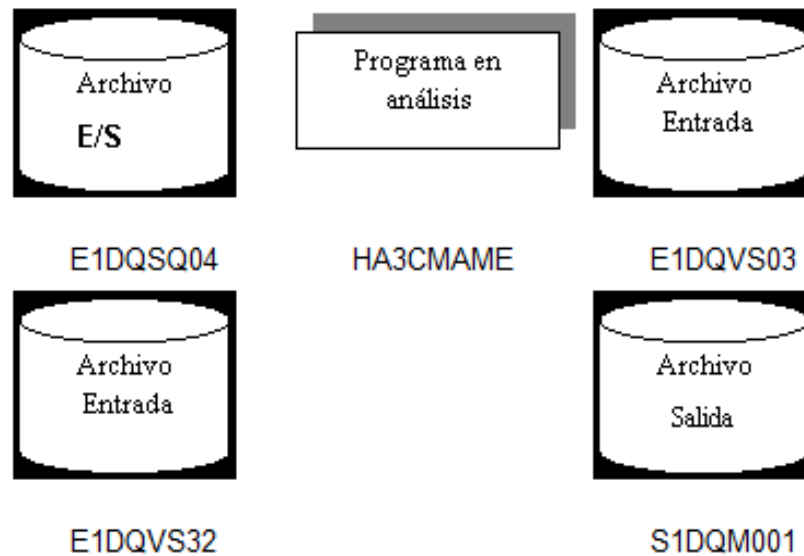 Archivo
E/S
Programa en
análisis
Archivo
Entrada
E1DQSQ04
HA3CMAME
E1DQVS03
Archivo
Entrada
Archivo
Salida
E1DQVS32
S1DQM001